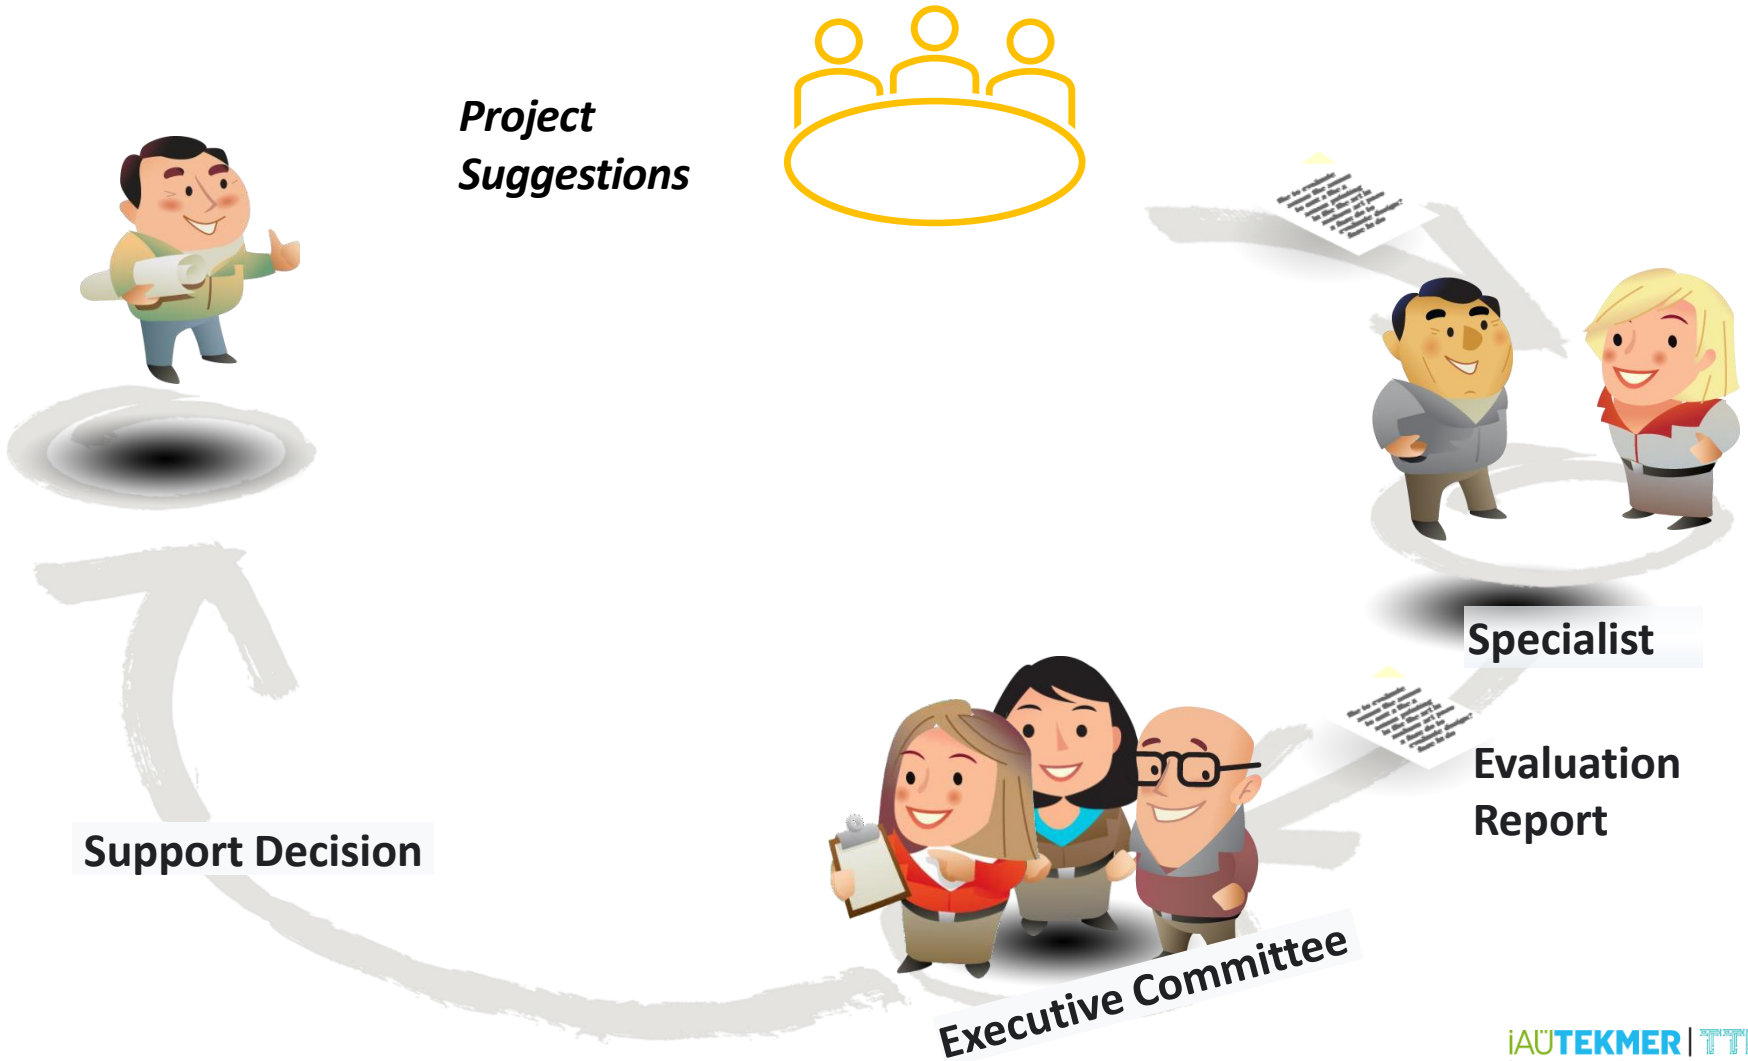 Project
Suggestions
Specialist
Evaluation
Report
Support Decision
Executive Committee
iAÜTEKMER